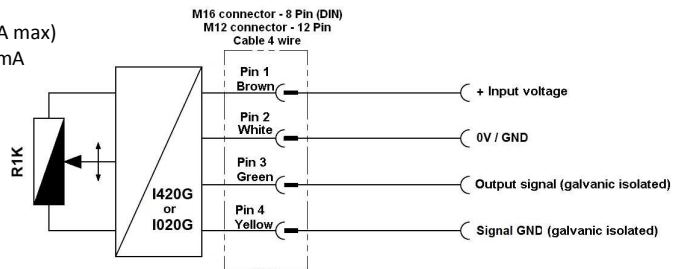 M16 connector - 8 Pin (DIN)
M12 connector - 12 Pin
Cable 4 wire
A max)
mA
Pin 1
Brown
+ Input voltage
Pin 2
White
0V / GND
Pin 3
Green
Output signal (galvanic isolated)
Pin 4
Yellow
Signal GND (galvanic isolated)
R1K
I420G
or
I020G